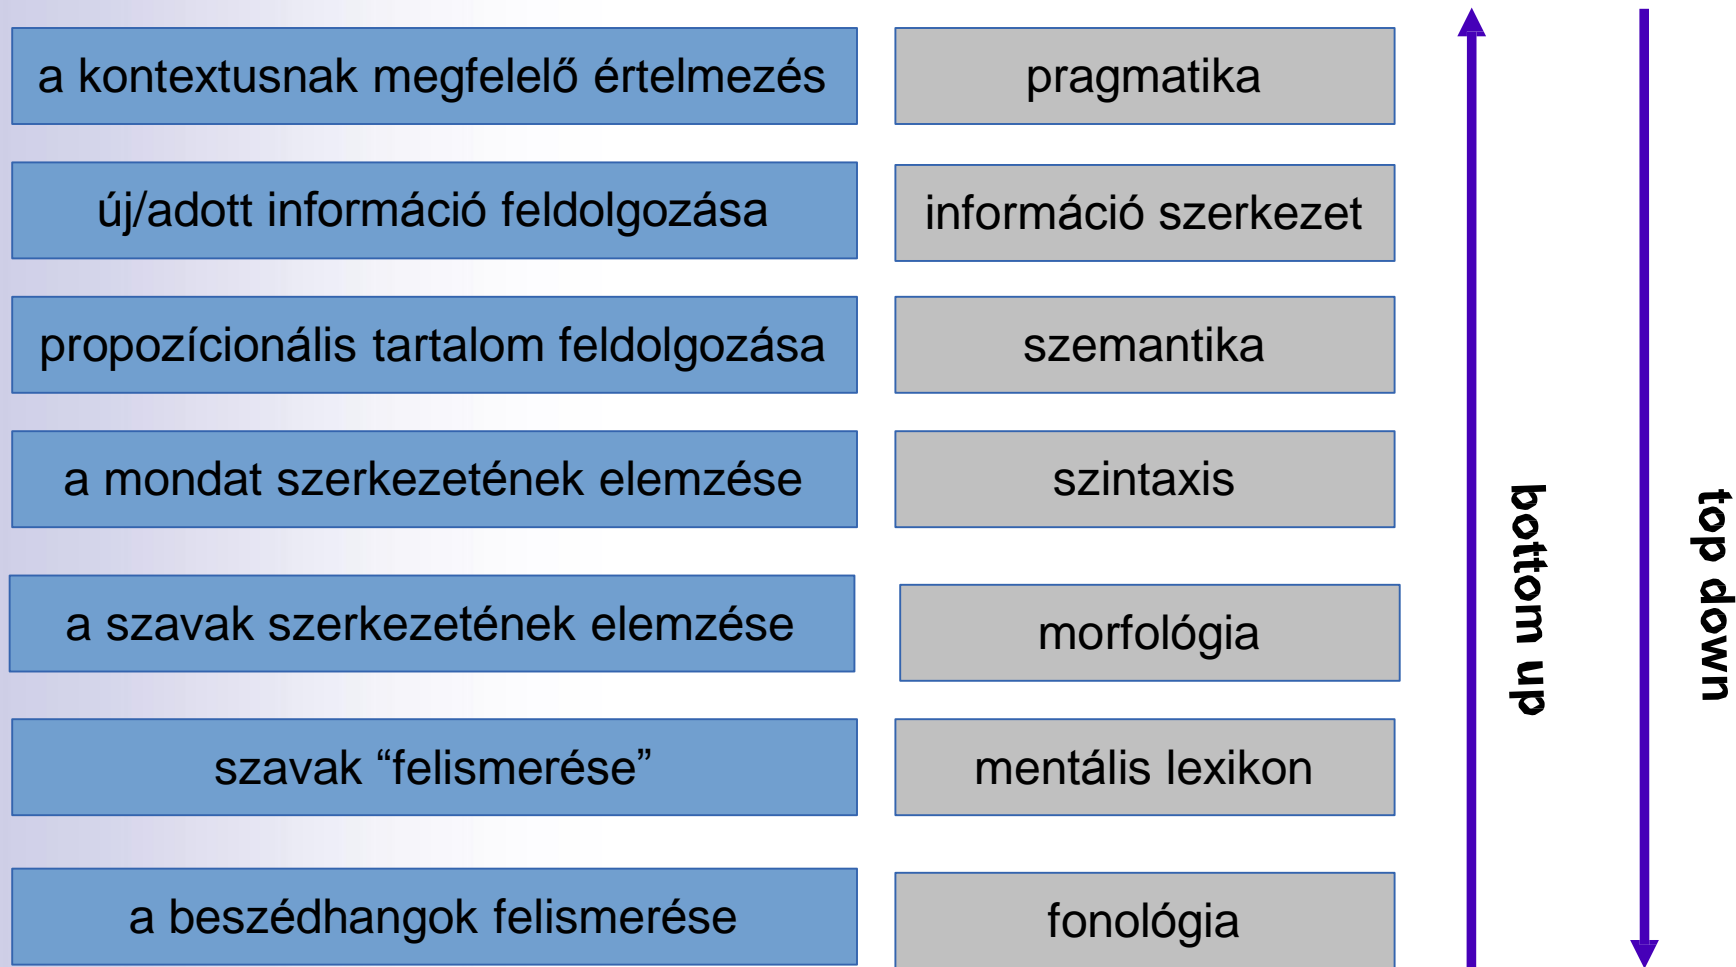 a kontextusnak megfelelő értelmezés
pragmatika
új/adott információ feldolgozása
információ szerkezet
propozícionális tartalom feldolgozása
szemantika
a mondat szerkezetének elemzése
szintaxis
a szavak szerkezetének elemzése
morfológia
szavak “felismerése”
mentális lexikon
a beszédhangok felismerése
fonológia
bottom up
top down